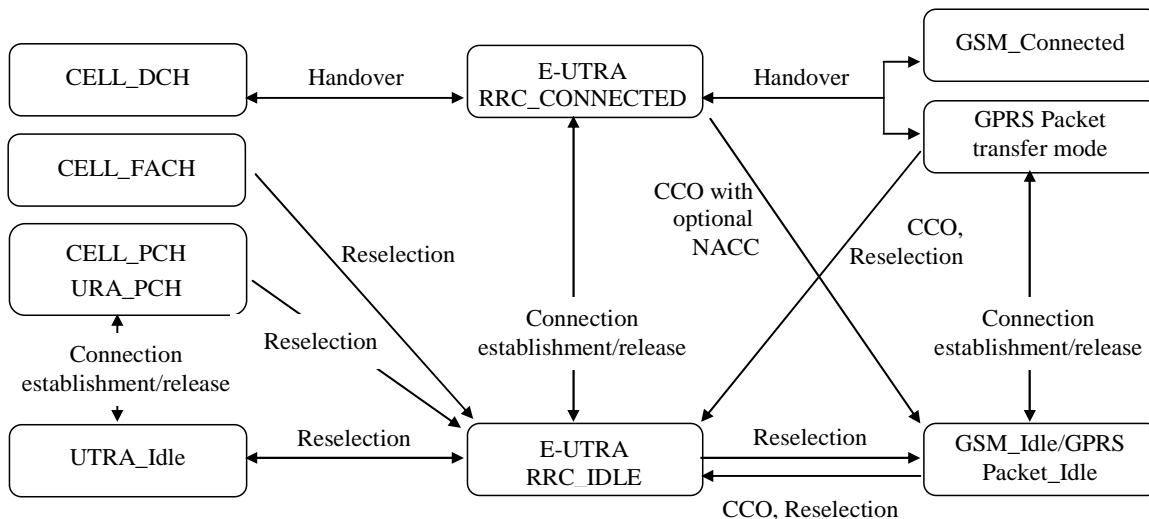 GSM_Connected
CELL_DCH
Handover
E-UTRA
RRC_CONNECTED
Handover
GPRS Packet
transfer mode
CELL_FACH
CCO with
optional
NACC
CCO,
Reselection
CELL_PCH
URA_PCH
Reselection
Reselection
Connection
establishment/release
Connection
establishment/release
Connection
establishment/release
UTRA_Idle
Reselection
E-UTRA
RRC_IDLE
Reselection
GSM_Idle/GPRS
Packet_Idle
CCO, Reselection